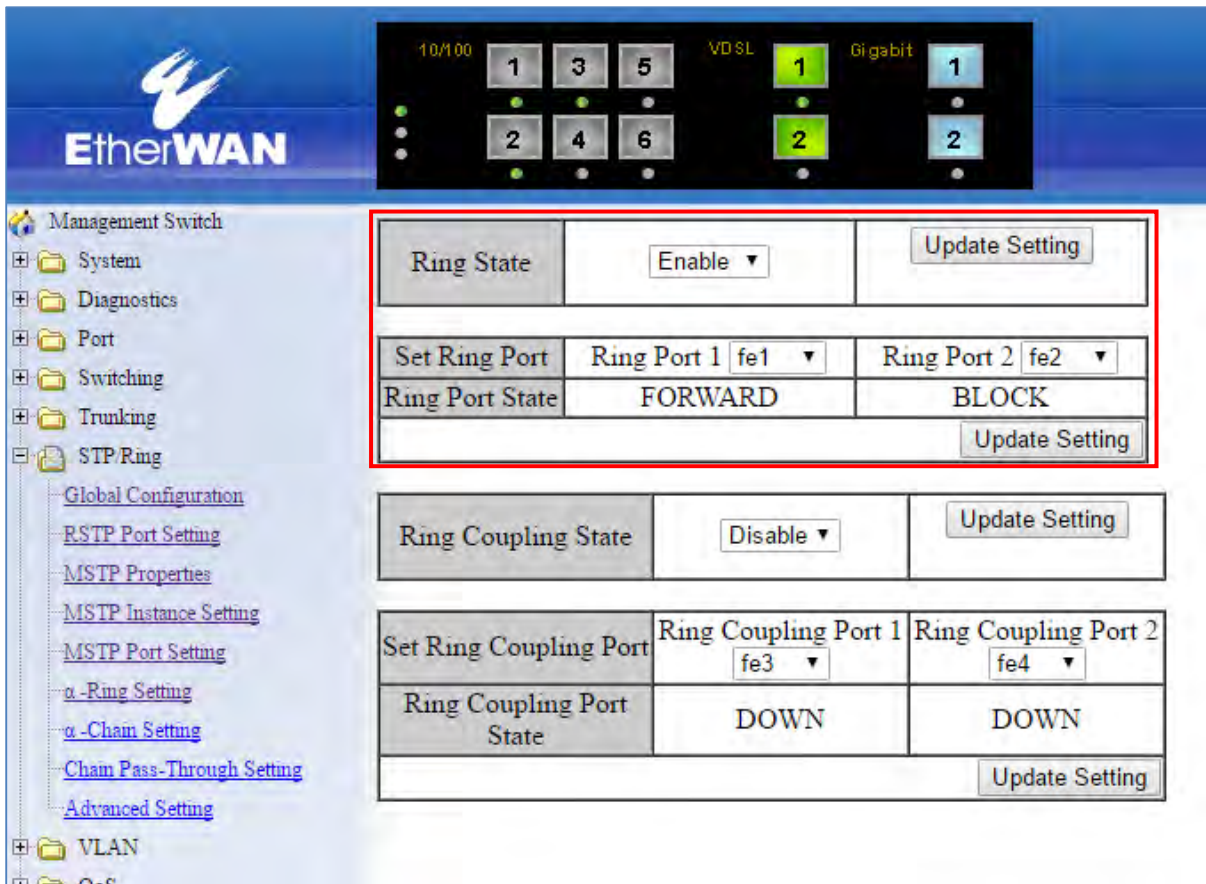 10/100 VDSL Gigabit
1 3 5 1 1
2 4 6 2 2
EtherWAN
Management Switch
System
Diagnostics
Port
Switching
Trunking
STP/Ring
Global Configuration
RSTP Port Setting
MSTP Properties
MSTP Instance Setting
MSTP Port Setting
α -Ring Setting
α -Chain Setting
Chain Pass-Through Setting
Advanced Setting
VLAN
QoS
Ring State Enable Update Setting
Set Ring Port Ring Port 1 fe1 Ring Port 2 fe2
Ring Port State FORWARD BLOCK
Update Setting
Ring Coupling State Disable Update Setting
Set Ring Coupling Port Ring Coupling Port 1 fe3 Ring Coupling Port 2 fe4
Ring Coupling Port State DOWN DOWN
Update Setting